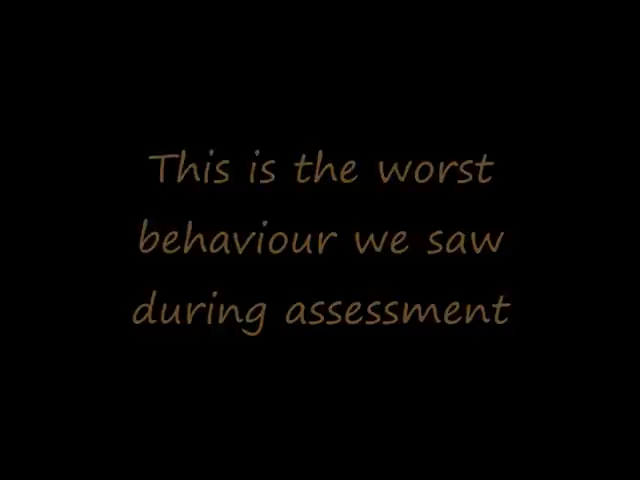 This is the worst
behaviour we saw
during assessment